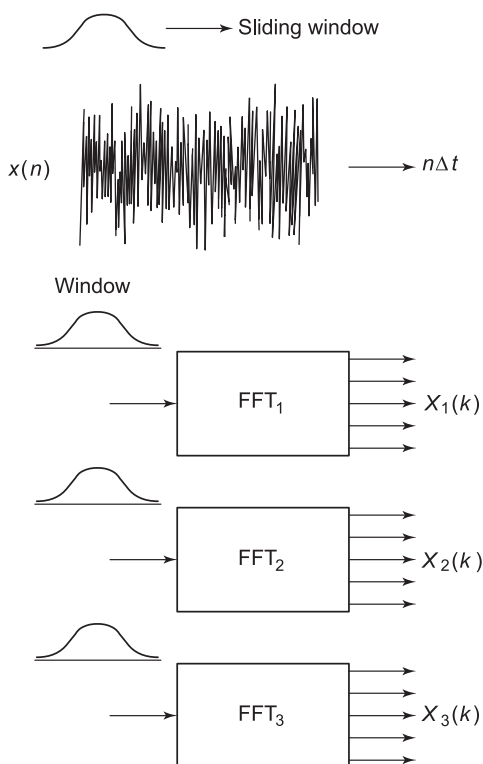 Sliding window
x(n)
nΔt
Window
FFT₁
X₁(k)
FFT₂
X₂(k)
FFT₃
X₃(k)